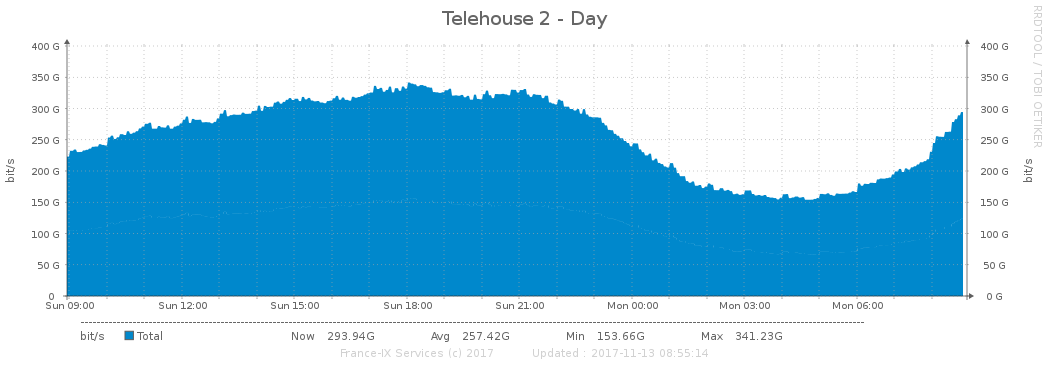 Telehouse 2 - Day
RRDTOOL / TOBI OETIKER
400 G 400 G
350 G 350 G
300 G 300 G
250 G 250 G
200 G 200 G
150 G 150 G
100 G 100 G
50 G 50 G
0 0 G
bit/s bit/s
Sun 09:00 Sun 12:00 Sun 15:00 Sun 18:00 Sun 21:00 Mon 00:00 Mon 03:00 Mon 06:00
bit/s Total Now 293.94G Avg 257.42G Min 153.66G Max 341.23G
France-IX Services (c) 2017 Updated : 2017-11-13 08:55:14